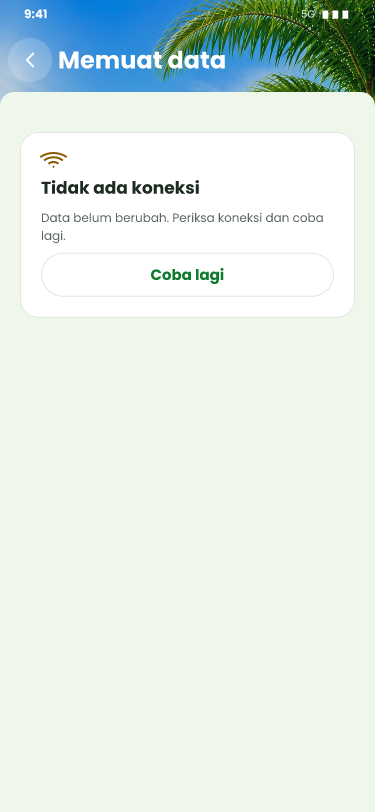 9:41
5G
Memuat data
Tidak ada koneksi
Data belum berubah. Periksa koneksi dan coba
lagi.
Coba lagi